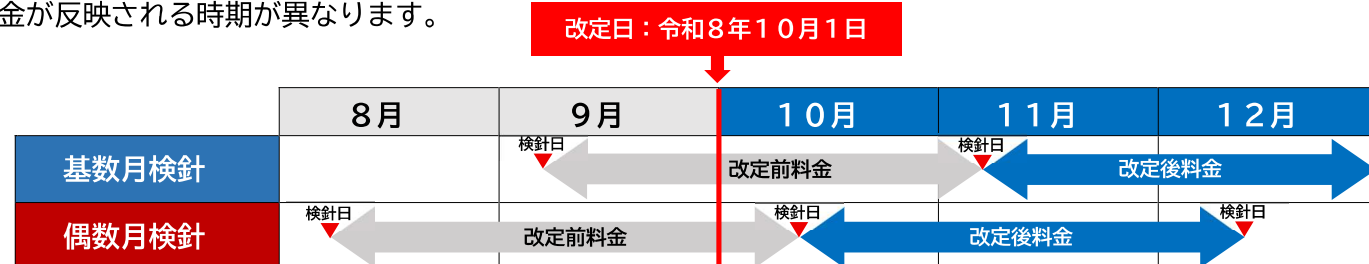 金が反映される時期が異なります。
改定日：令和８年１０月１日
８月 ９月 １０月 １１月 １２月
検針日 検針日
基数月検針 改定前料金 改定後料金
検針日 検針日 検針日
偶数月検針 改定前料金 改定後料金